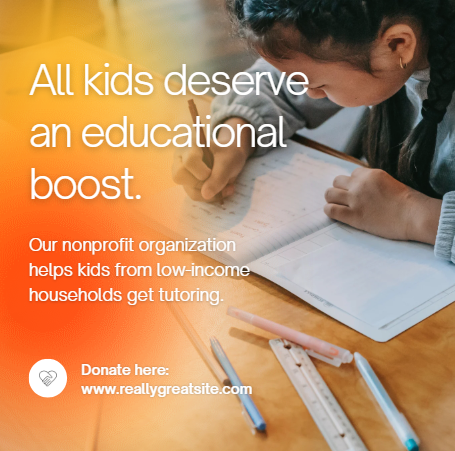 All kids deserve
an educational
boost.
Our nonprofit organization
helps kids from low-income
households get tutoring.
Donate here:
www.reallygreatsite.com